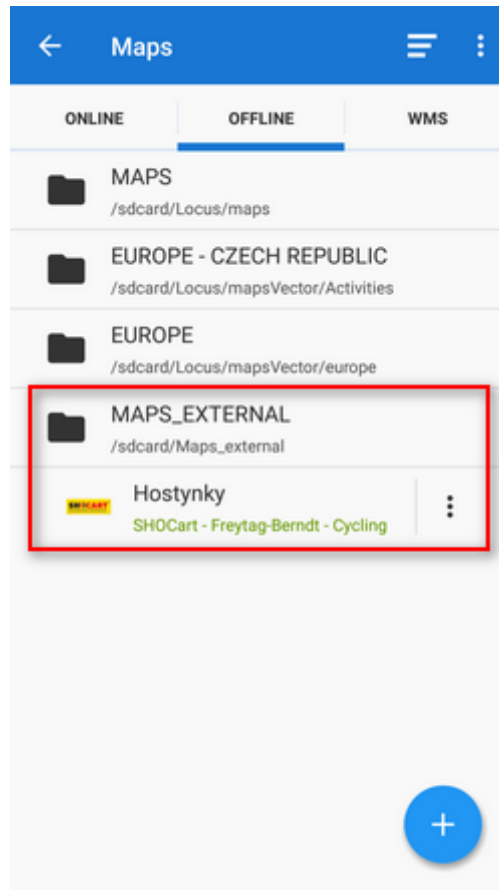 Maps
ONLINE OFFLINE WMS
MAPS
/sdcard/Locus/maps
EUROPE - CZECH REPUBLIC
/sdcard/Locus/mapsVector/Activities
EUROPE
/sdcard/Locus/mapsVector/europe
MAPS_EXTERNAL
/sdcard/Maps_external
SHOCART Hostynky
SHOCart - Freytag-Berndt - Cycling